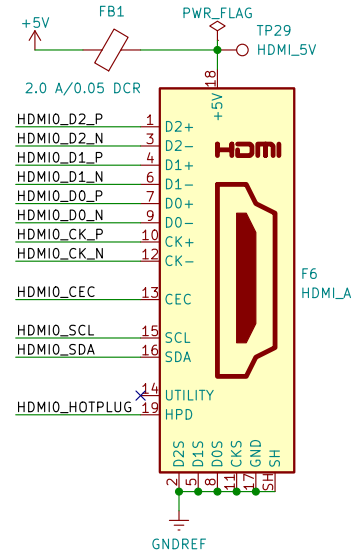 FB1
PWR_FLAG
+5V
TP29
HDMI_5V
2.0 A/0.05 DCR
18
+5V
HDMI0_D2_P 1 D2+
HDMI0_D2_N 3 D2-
HDMI0_D1_P 4 D1+
HDMI0_D1_N 6 D1-
HDMI0_D0_P 7 D0+
HDMI0_D0_N 9 D0-
HDMI0_CK_P 10 CK+
HDMI0_CK_N 12 CK-
HDMI
F6
HDMI_A
HDMI0_CEC 13 CEC
HDMI0_SCL 15 SCL
HDMI0_SDA 16 SDA
14 UTILITY
HDMI0_HOTPLUG 19 HPD
D2S D1S D0S CKS GND SH
2 5 8 11 17 SH
GNDREF